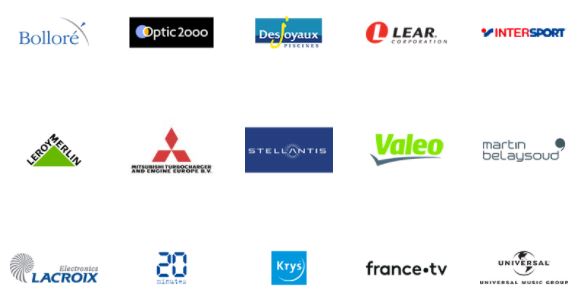 Bolloré
Optic 2000
Desjoyaux
PISCINES
LEAR.
CORPORATION
INTERSPORT
LEROY MERLIN
MITSUBISHI TURBOCHARGER
AND ENGINE EUROPE B.V.
STELLANTIS
Valeo
martin
belaysoud
Electronics
LACROIX
20
minutes
Krys
france•tv
UNIVERSAL
UNIVERSAL MUSIC GROUP